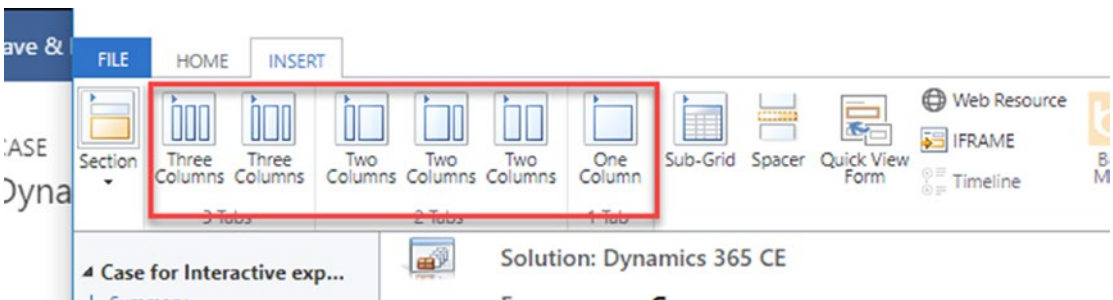 ave &
FILE HOME INSERT
Section
Three Columns
Three Columns
Two Columns
Two Columns
Two Columns
One Column
Sub-Grid
Spacer
Quick View Form
Web Resource
IFRAME
Timeline
3 Tabs
2 Tabs
1 Tab
CASE
Dyna
Case for Interactive exp...
Solution: Dynamics 365 CE
Summary